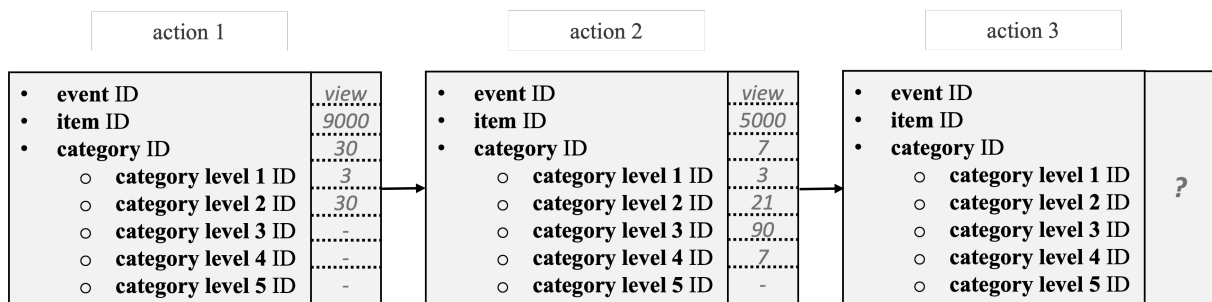 action 1
action 2
action 3
• event ID view
• item ID 9000
• category ID 30
o category level 1 ID 3
o category level 2 ID 30
o category level 3 ID -
o category level 4 ID -
o category level 5 ID -
• event ID view
• item ID 5000
• category ID 7
o category level 1 ID 3
o category level 2 ID 21
o category level 3 ID 90
o category level 4 ID 7
o category level 5 ID -
• event ID
• item ID
• category ID
o category level 1 ID
o category level 2 ID
o category level 3 ID
o category level 4 ID
o category level 5 ID
?